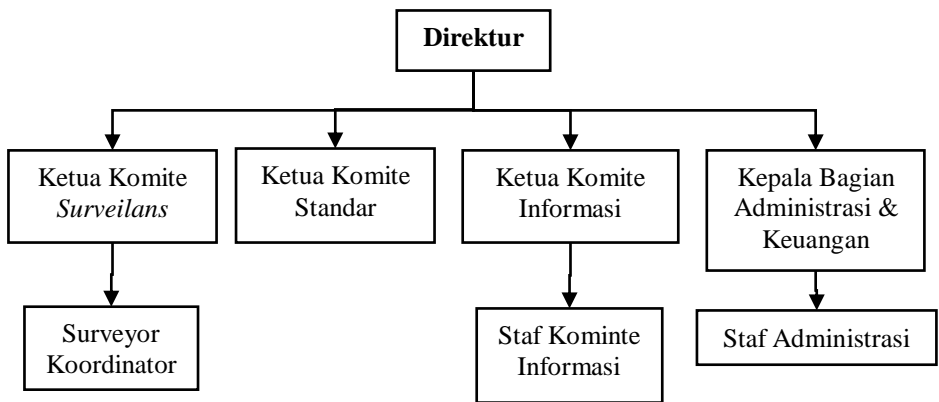 Direktur
Ketua Komite
Surveilans
Ketua Komite
Standar
Ketua Komite
Informasi
Kepala Bagian
Administrasi &
Keuangan
Surveyor
Koordinator
Staf Kominte
Informasi
Staf Administrasi